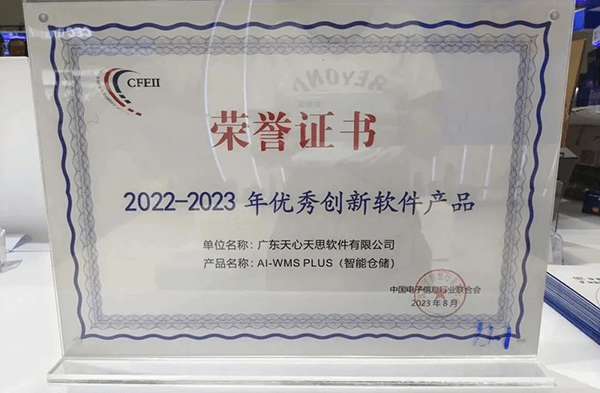 CFEII
荣誉证书
2022-2023 年优秀创新软件产品
单位名称：广东天心天思软件有限公司
产品名称：AI-WMS PLUS（智能仓储）
中国电子信息行业联合会
2023 年 8 月
BEYOND